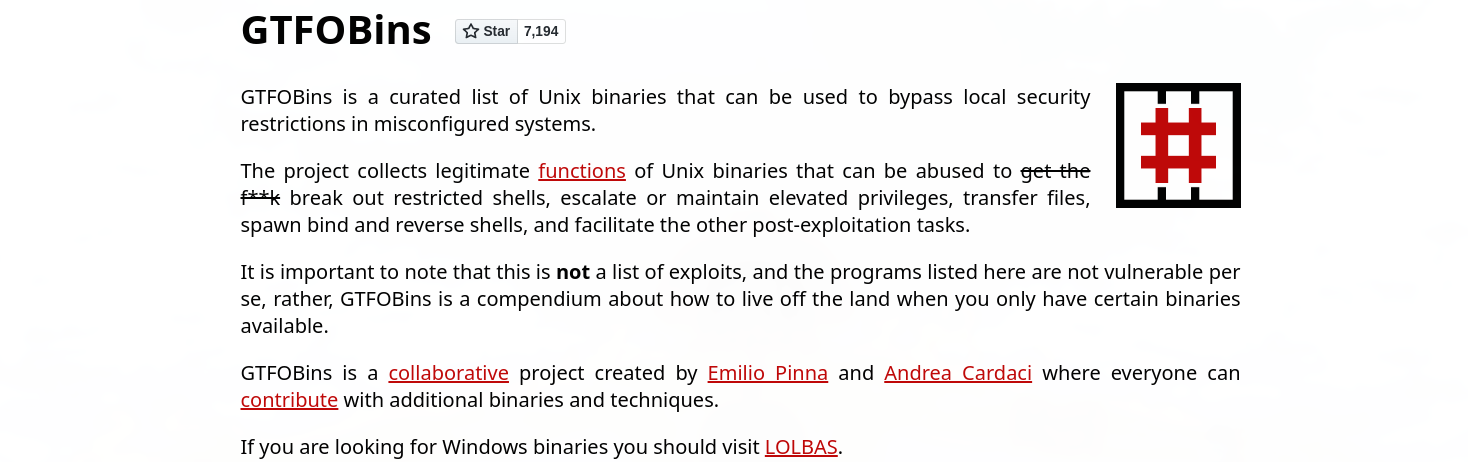 GTFOBins
Star 7,194
GTFOBins is a curated list of Unix binaries that can be used to bypass local security
restrictions in misconfigured systems.
The project collects legitimate functions of Unix binaries that can be abused to get the
f**k break out restricted shells, escalate or maintain elevated privileges, transfer files,
spawn bind and reverse shells, and facilitate the other post-exploitation tasks.
It is important to note that this is not a list of exploits, and the programs listed here are not vulnerable per
se, rather, GTFOBins is a compendium about how to live off the land when you only have certain binaries
available.
GTFOBins is a collaborative project created by Emilio Pinna and Andrea Cardaci where everyone can
contribute with additional binaries and techniques.
If you are looking for Windows binaries you should visit LOLBAS.